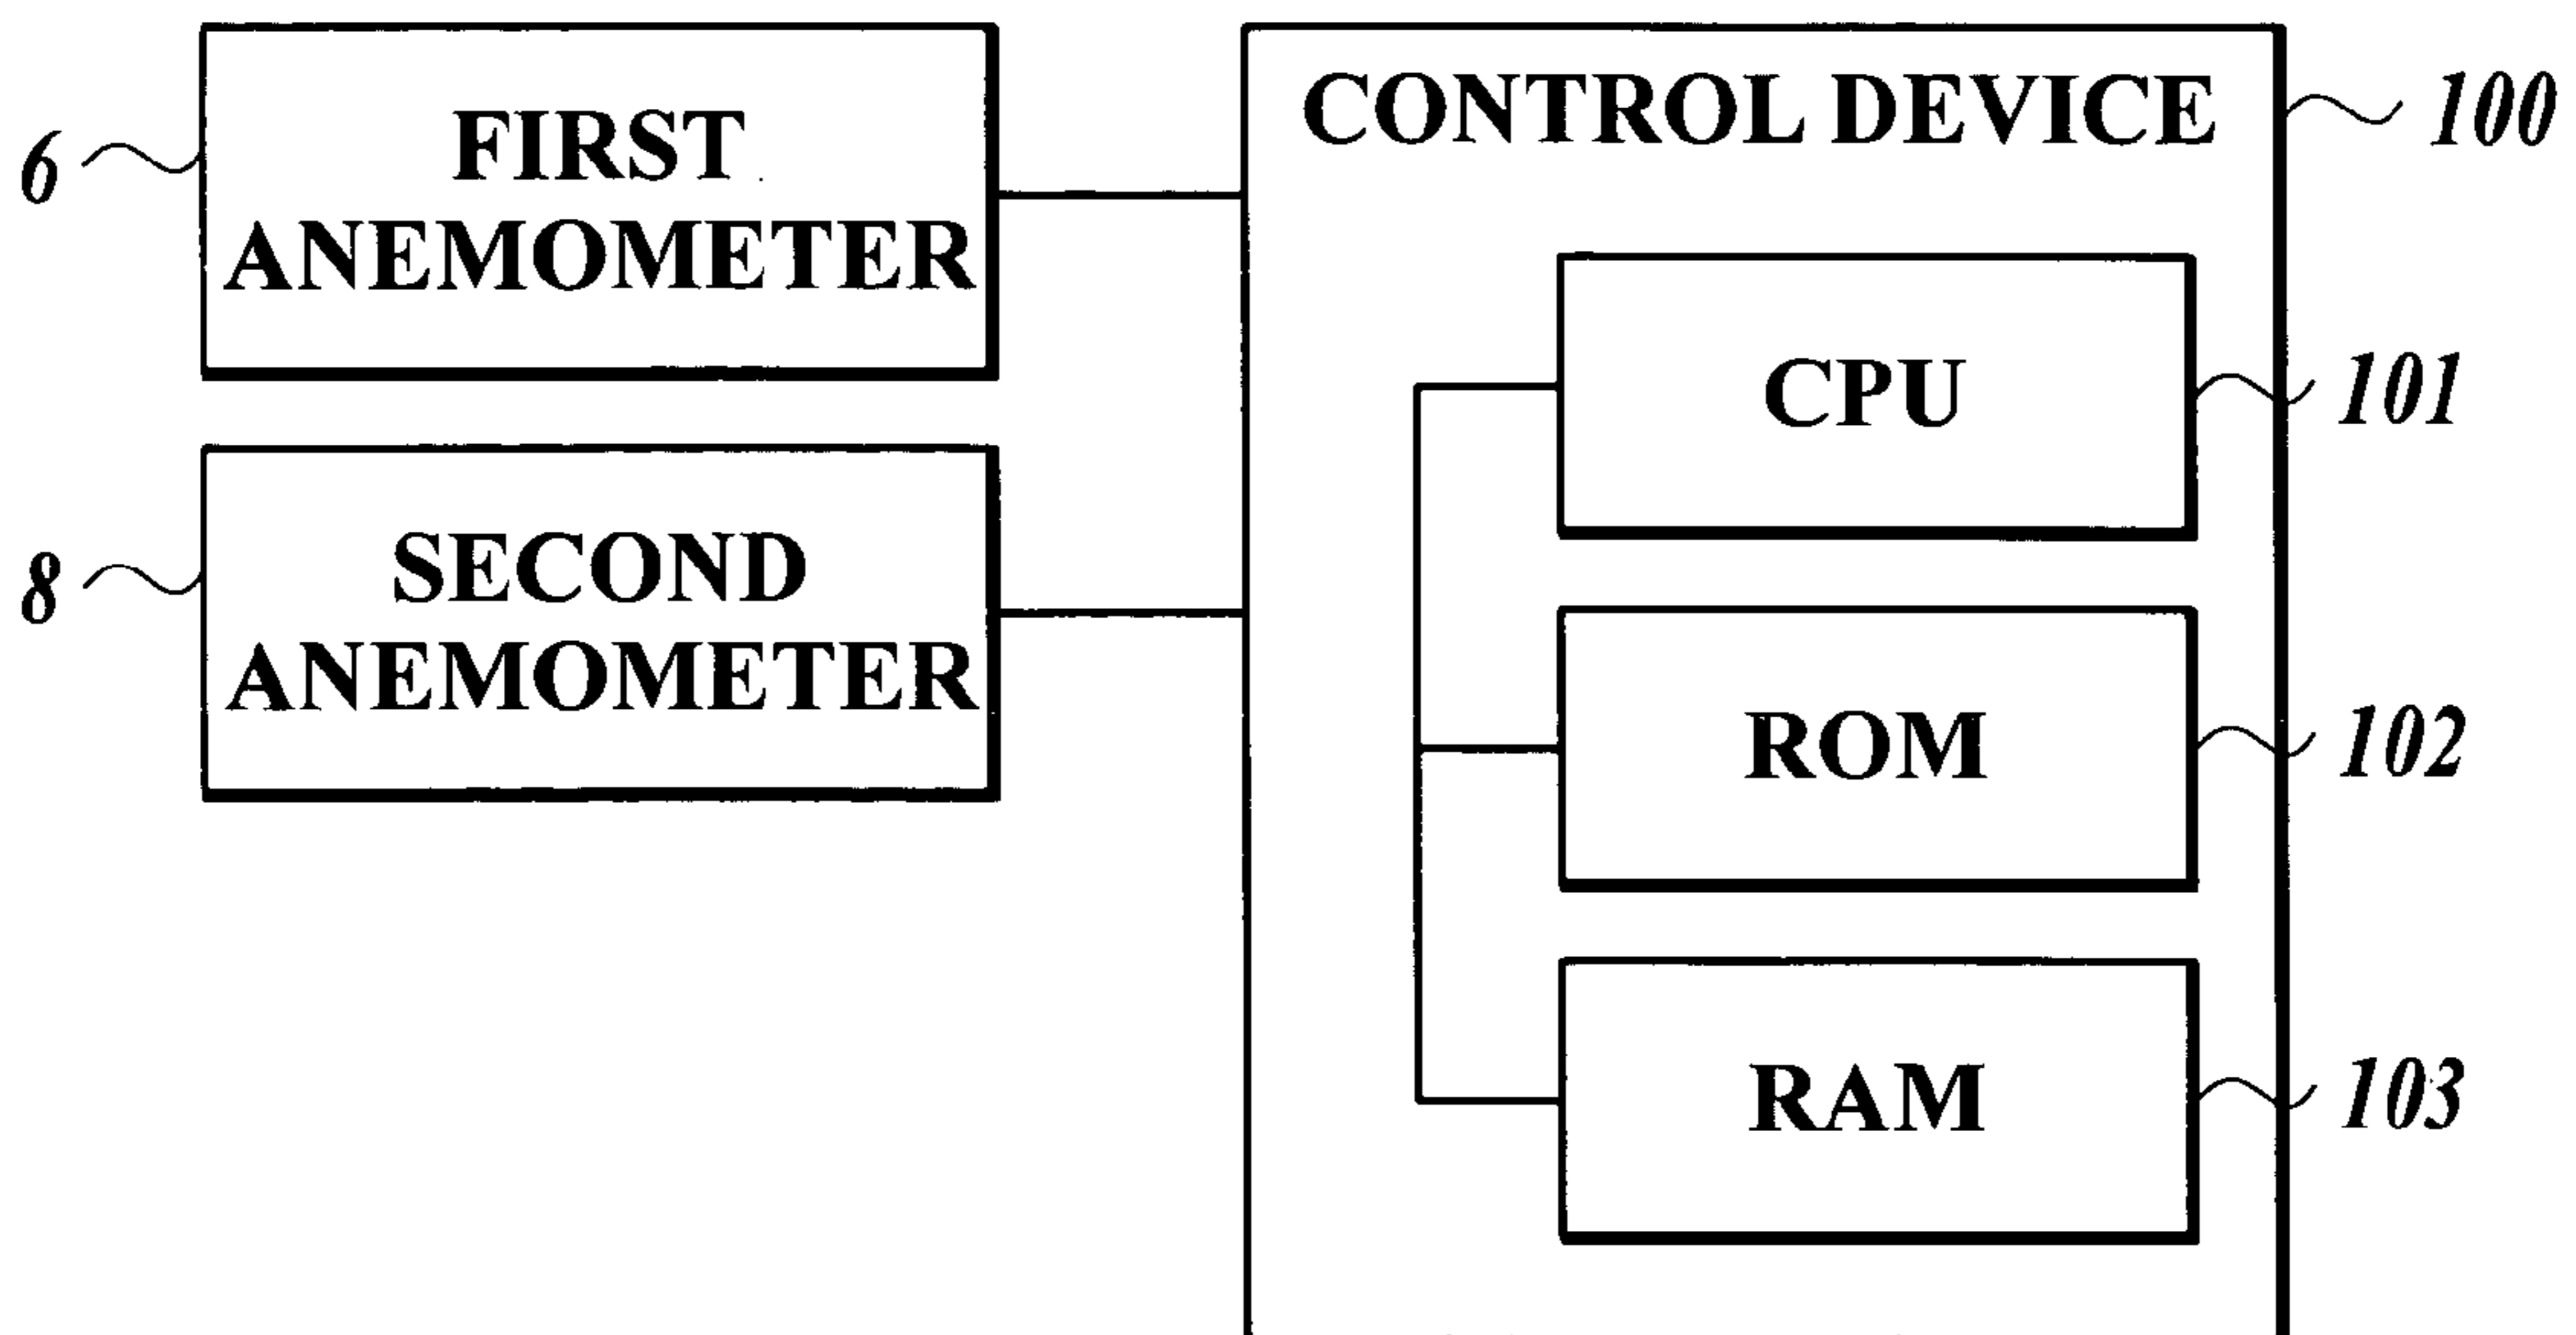 6
FIRST
ANEMOMETER
8
SECOND
ANEMOMETER
CONTROL DEVICE
100
CPU
101
ROM
102
RAM
103